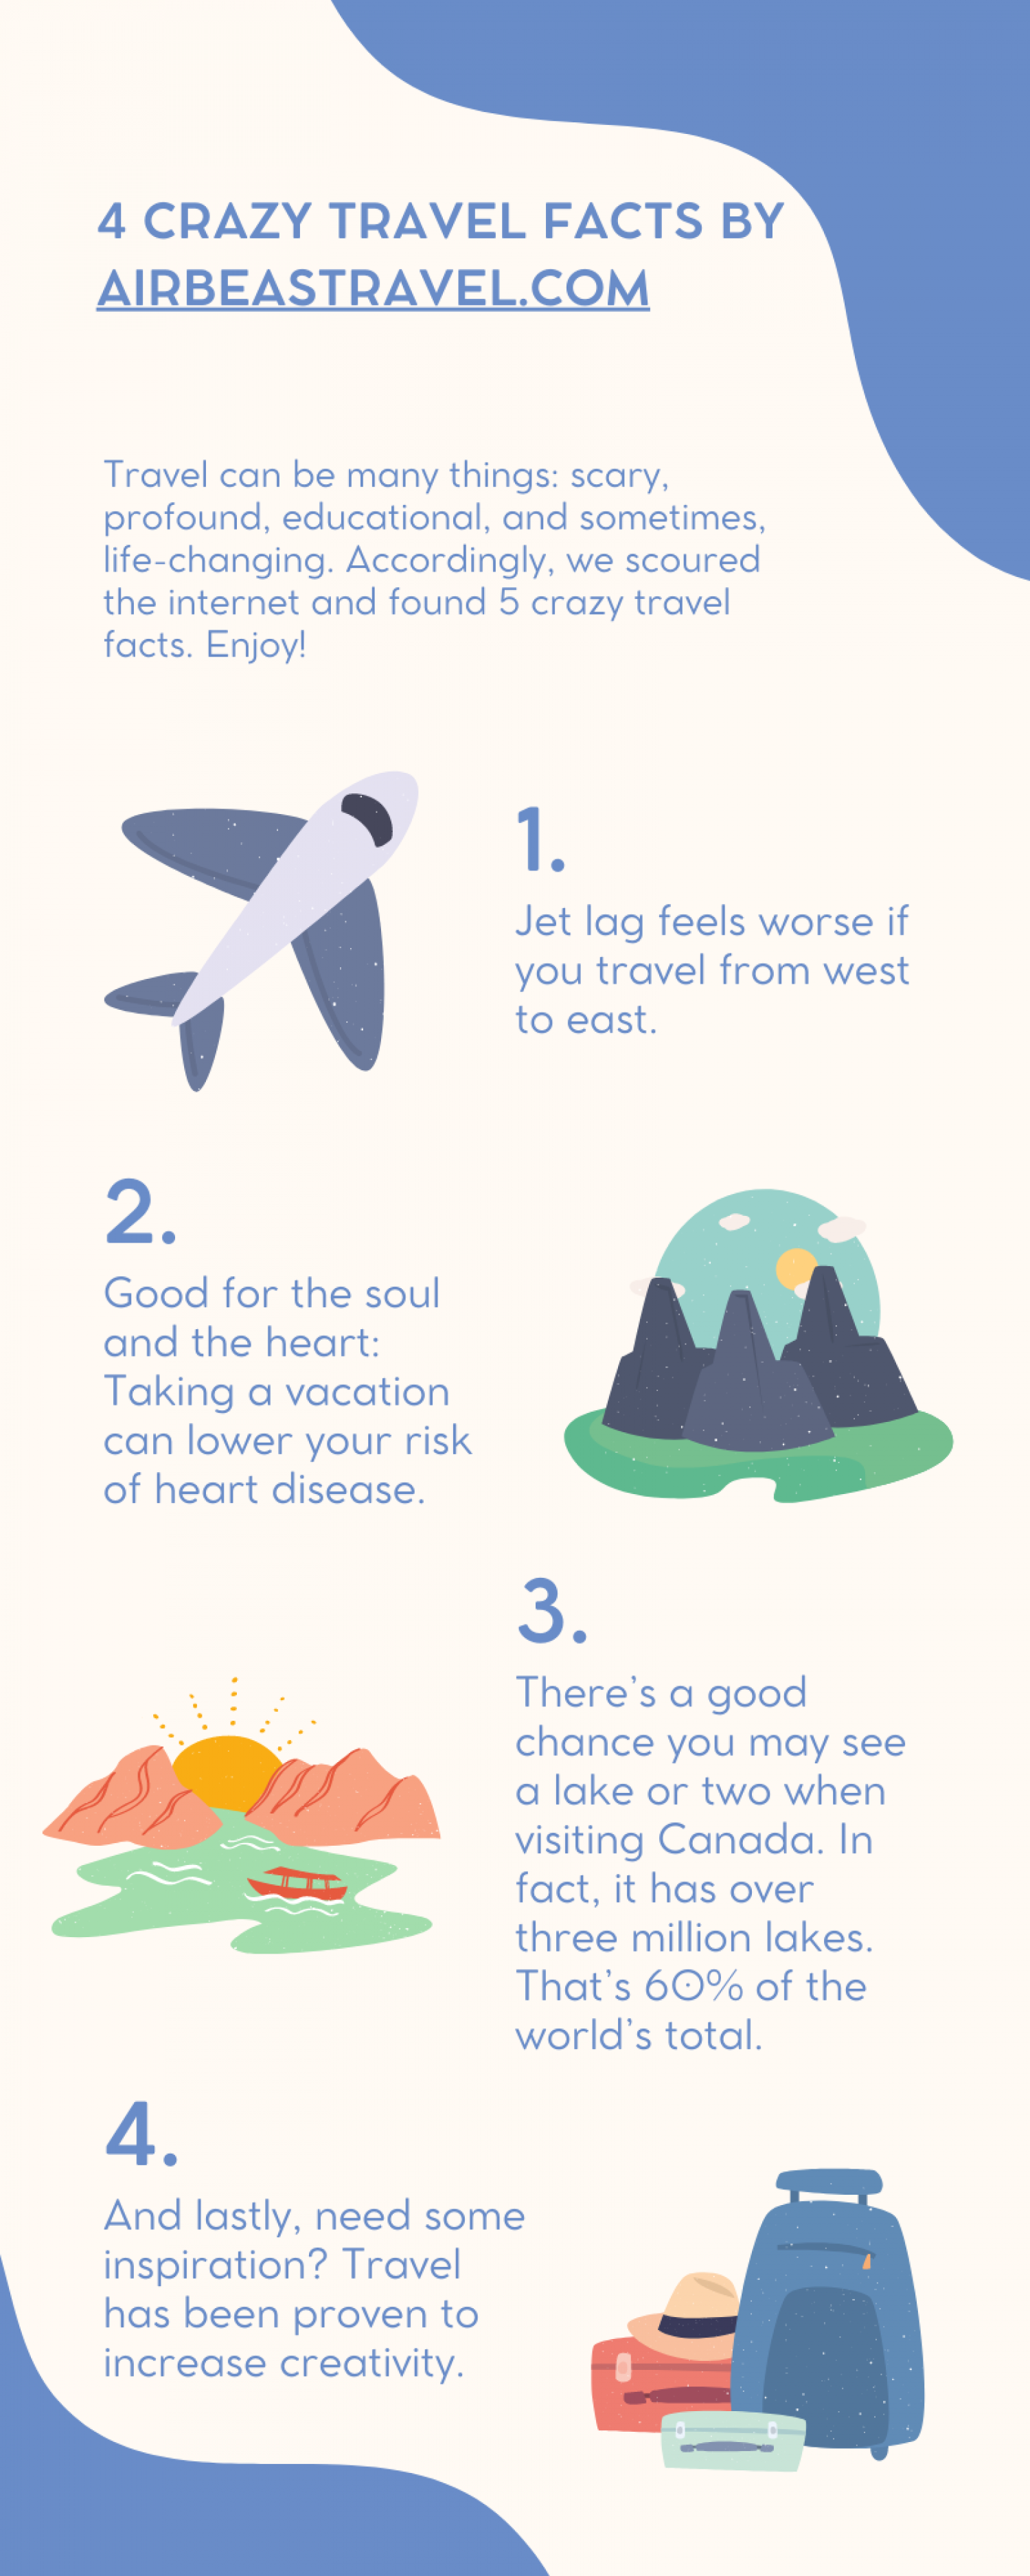 4 CRAZY TRAVEL FACTS BY
AIRBEASTRAVEL.COM
Travel can be many things: scary,
profound, educational, and sometimes,
life-changing. Accordingly, we scoured
the internet and found 5 crazy travel
facts. Enjoy!
1.
Jet lag feels worse if
you travel from west
to east.
2.
Good for the soul
and the heart:
Taking a vacation
can lower your risk
of heart disease.
3.
There's a good
chance you may see
a lake or two when
visiting Canada. In
fact, it has over
three million lakes.
That's 60% of the
world's total.
4.
And lastly, need some
inspiration? Travel
has been proven to
increase creativity.